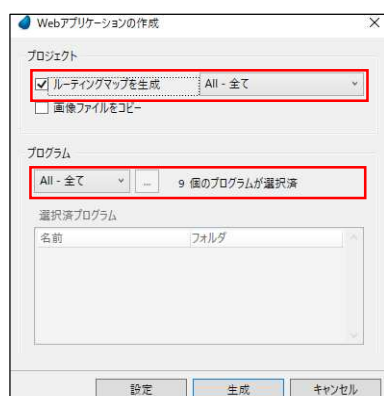 Webアプリケーションの作成
プロジェクト
ルーティングマップを生成 All - 全て
画像ファイルをコピー
プログラム
All - 全て ... 9 個のプログラムが選択済
選択済プログラム
名前 フォルダ
設定 生成 キャンセル